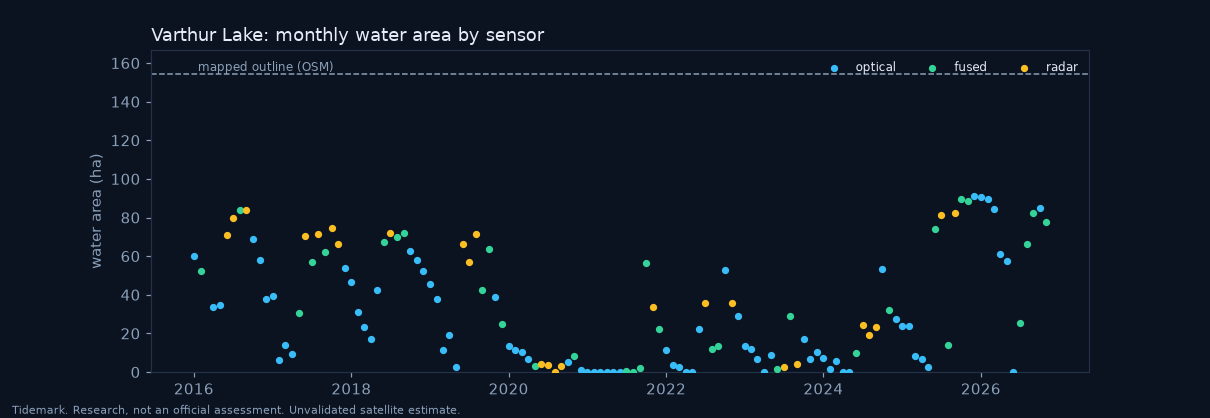 Varthur Lake: monthly water area by sensor
mapped outline (OSM)
optical
fused
radar
water area (ha)
160
140
120
100
80
60
40
20
0
2016
2018
2020
2022
2024
2026
Tidemark. Research, not an official assessment. Unvalidated satellite estimate.